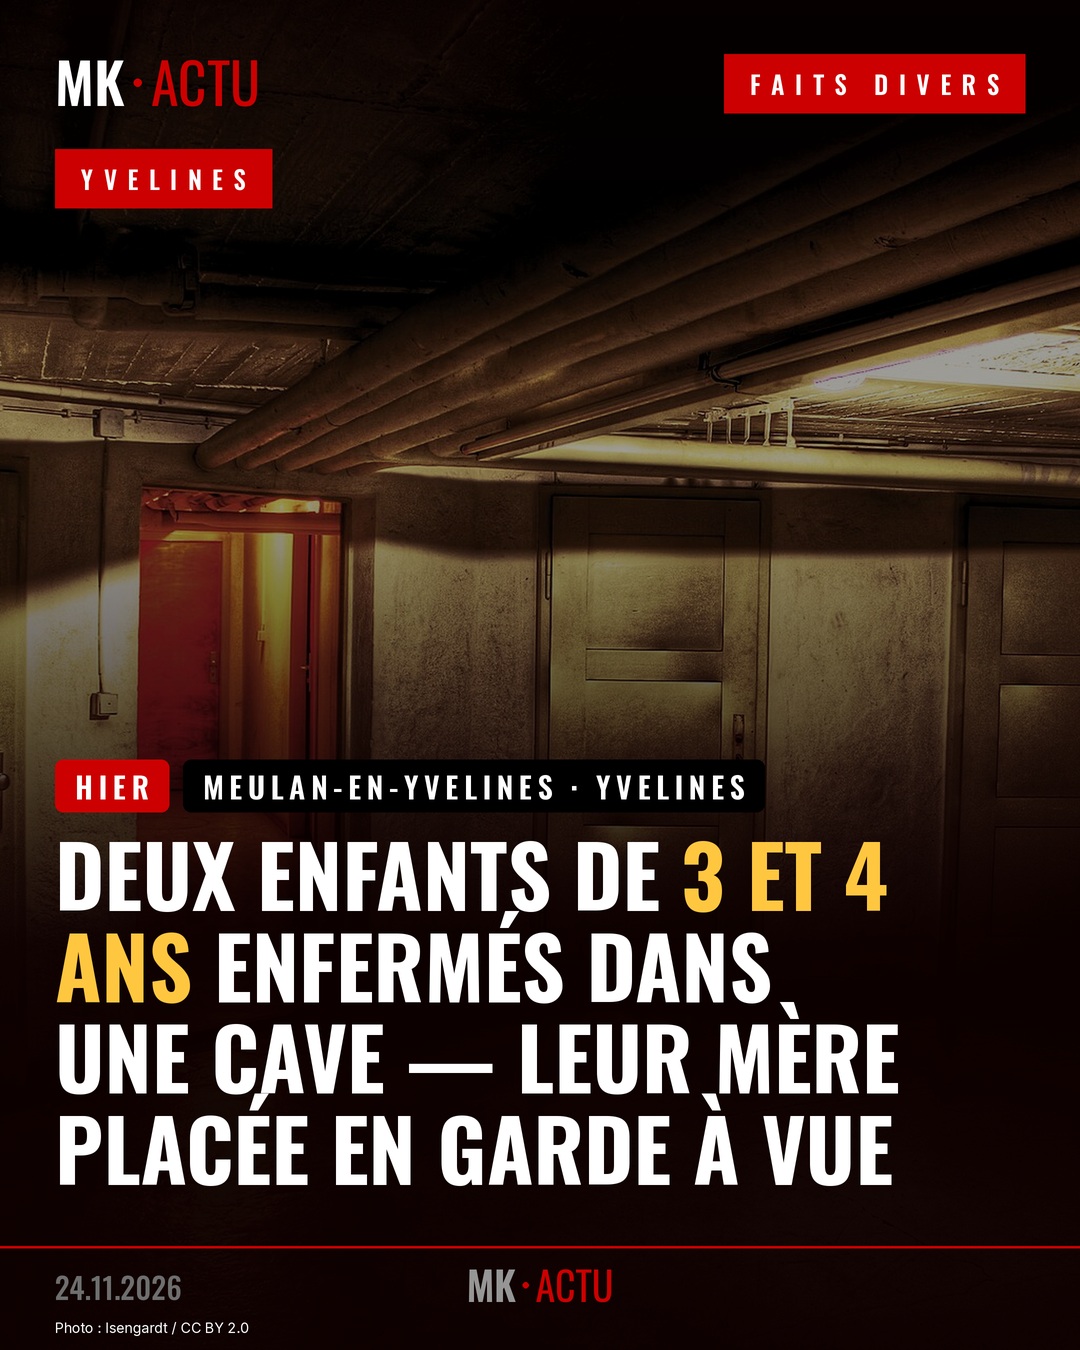 MK·ACTU
FAITS DIVERS
YVELINES
HIER
MEULAN-EN-YVELINES · YVELINES
DEUX ENFANTS DE 3 ET 4
ANS ENFERMÉS DANS
UNE CAVE — LEUR MÈRE
PLACÉE EN GARDE À VUE
24.11.2026
MK·ACTU
Photo : Isengardt / CC BY 2.0